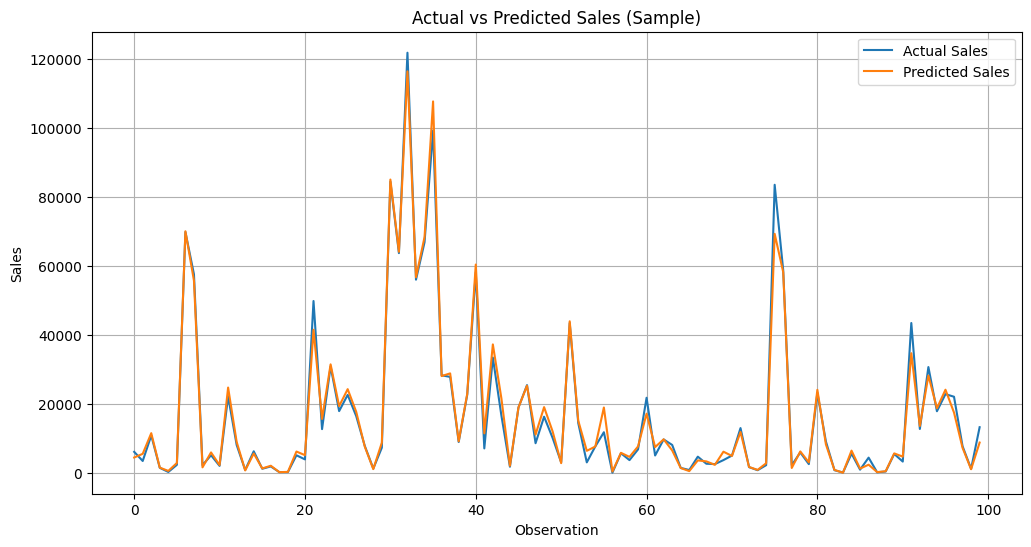 Actual vs Predicted Sales (Sample)
Actual Sales
Predicted Sales
120000
100000
80000
60000
40000
20000
0
Sales
0 20 40 60 80 100
Observation